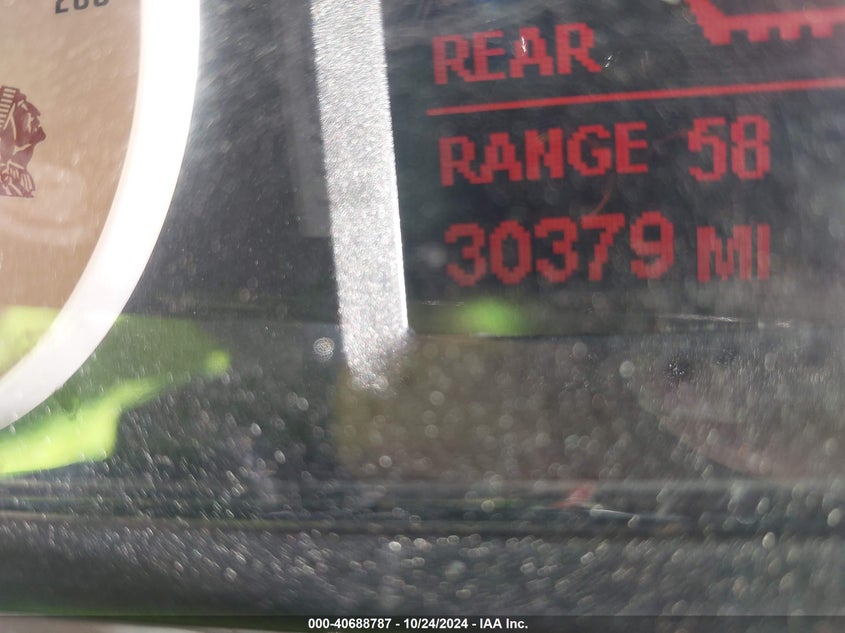 REAR
RANGE 58
30379 MI
000-40688787 - 10/24/2024 - IAA Inc.